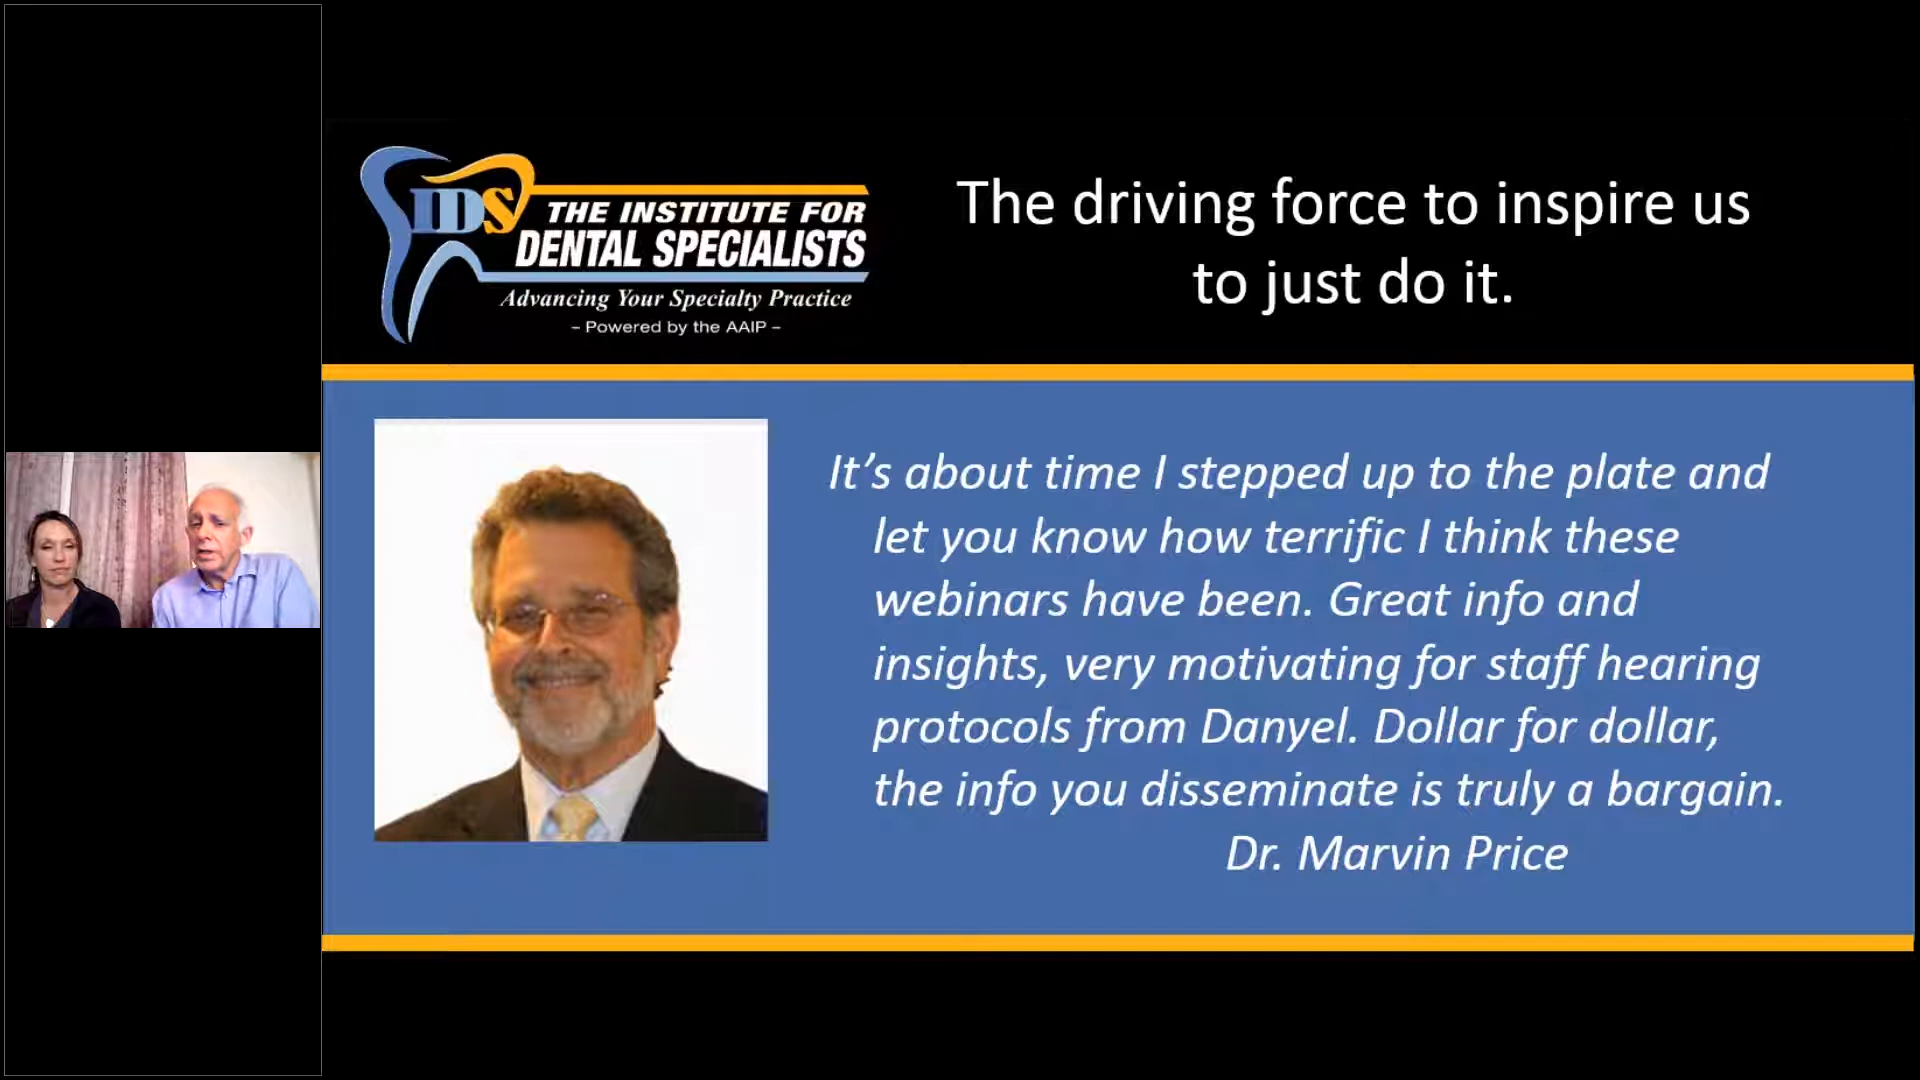 IDS
THE INSTITUTE FOR
DENTAL SPECIALISTS
Advancing Your Specialty Practice
– Powered by the AAIP –
The driving force to inspire us
to just do it.
It’s about time I stepped up to the plate and
let you know how terrific I think these
webinars have been. Great info and
insights, very motivating for staff hearing
protocols from Danyel. Dollar for dollar,
the info you disseminate is truly a bargain.
Dr. Marvin Price